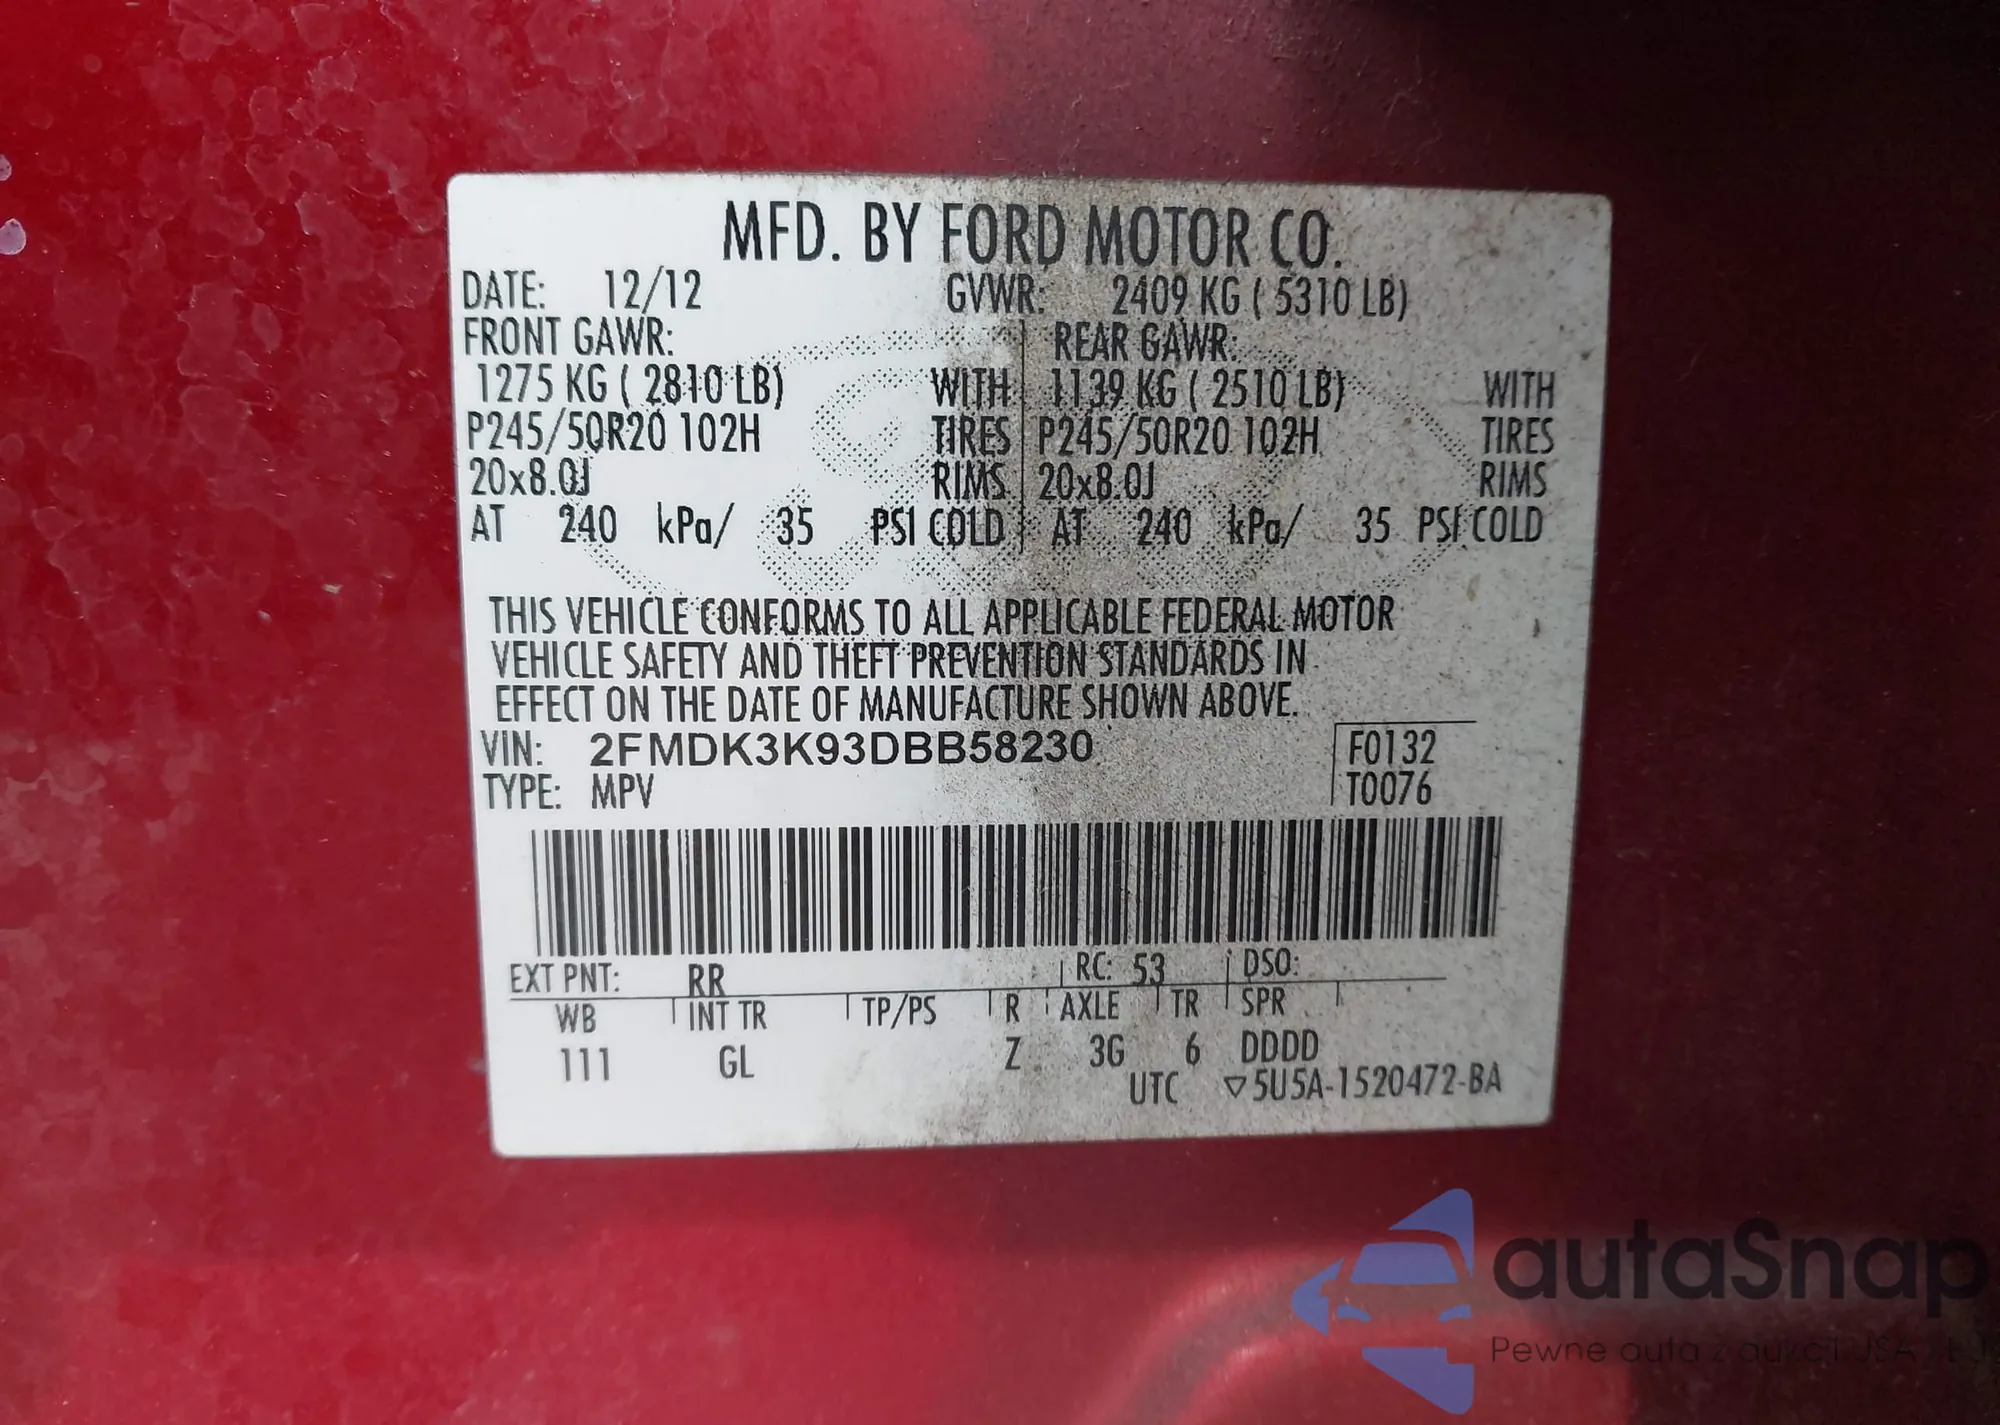 MFD. BY FORD MOTOR CO.
DATE: 12/12 GVWR: 2409 KG ( 5310 LB)
FRONT GAWR: REAR GAWR:
1275 KG ( 2810 LB) WITH 1139 KG ( 2510 LB) WITH
P245/50R20 102H TIRES P245/50R20 102H TIRES
20x8.0J RIMS 20x8.0J RIMS
AT 240 kPa/ 35 PSI COLD AT 240 kPa/ 35 PSI COLD
THIS VEHICLE CONFORMS TO ALL APPLICABLE FEDERAL MOTOR
VEHICLE SAFETY AND THEFT PREVENTION STANDARDS IN
EFFECT ON THE DATE OF MANUFACTURE SHOWN ABOVE.
VIN: 2FMDK3K93DBB58230 F0132
TYPE: MPV T0076
EXT PNT: RR RC: 53 DSO:
WB INT TR TP/PS R AXLE TR SPR
111 GL Z 3G 6 DDDD
UTC ▽5U5A-1520472-BA
autaSnap
Pewne auta z aukcji USA